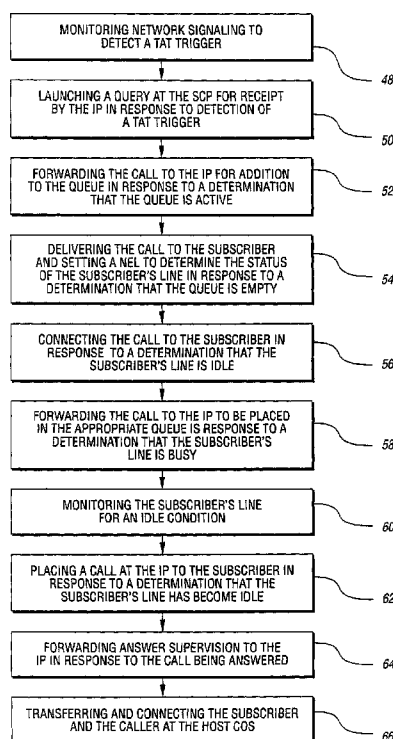 MONITORING NETWORK SIGNALING TO
DETECT A TAT TRIGGER
48
LAUNCHING A QUERY AT THE SCP FOR RECEIPT
BY THE IP IN RESPONSE TO DETECTION OF
A TAT TRIGGER
50
FORWARDING THE CALL TO THE IP FOR ADDITION
TO THE QUEUE IN RESPONSE TO A DETERMINATION
THAT THE QUEUE IS ACTIVE
52
DELIVERING THE CALL TO THE SUBSCRIBER
AND SETTING A NEL TO DETERMINE THE STATUS
OF THE SUBSCRIBER'S LINE IN RESPONSE TO A
DETERMINATION THAT THE QUEUE IS EMPTY
54
CONNECTING THE CALL TO THE SUBSCRIBER IN
RESPONSE TO A DETERMINATION THAT THE
SUBSCRIBER'S LINE IS IDLE
56
FORWARDING THE CALL TO THE IP TO BE PLACED
IN THE APPROPRIATE QUEUE IS RESPONSE TO A
DETERMINATION THAT THE SUBSCRIBER'S
LINE IS BUSY
58
MONITORING THE SUBSCRIBER'S LINE
FOR AN IDLE CONDITION
60
PLACING A CALL AT THE IP TO THE SUBSCRIBER IN
RESPONSE TO A DETERMINATION THAT THE
SUBSCRIBER'S LINE HAS BECOME IDLE
62
FORWARDING ANSWER SUPERVISION TO THE
IP IN RESPONSE TO THE CALL BEING ANSWERED
64
TRANSFERRING AND CONNECTING THE SUBSCRIBER
AND THE CALLER AT THE HOST COS
66